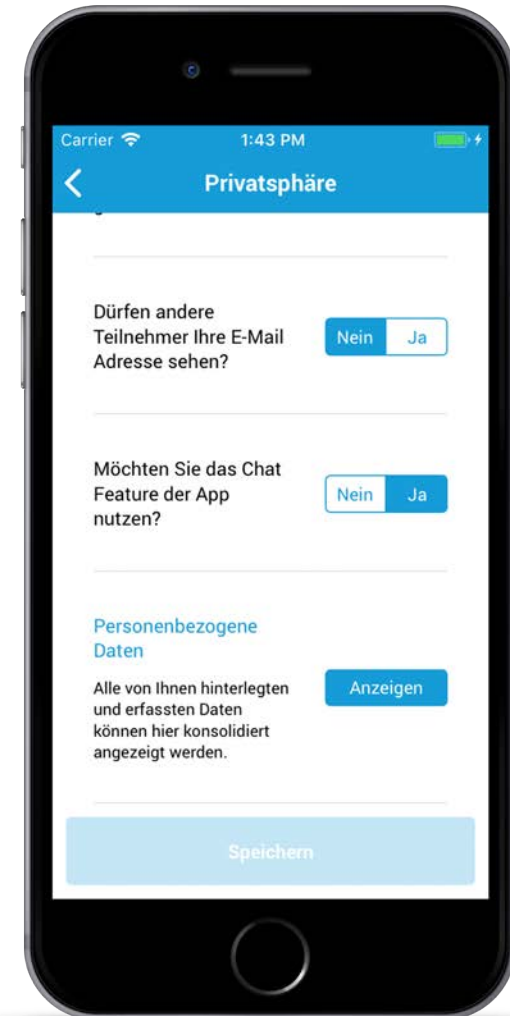 Carrier 1:43 PM
Privatsphäre
Dürfen andere
Teilnehmer Ihre E-Mail
Adresse sehen?
Nein Ja
Möchten Sie das Chat
Feature der App
nutzen?
Nein Ja
Personenbezogene
Daten
Alle von Ihnen hinterlegten
und erfassten Daten
können hier konsolidiert
angezeigt werden.
Anzeigen
Speichern